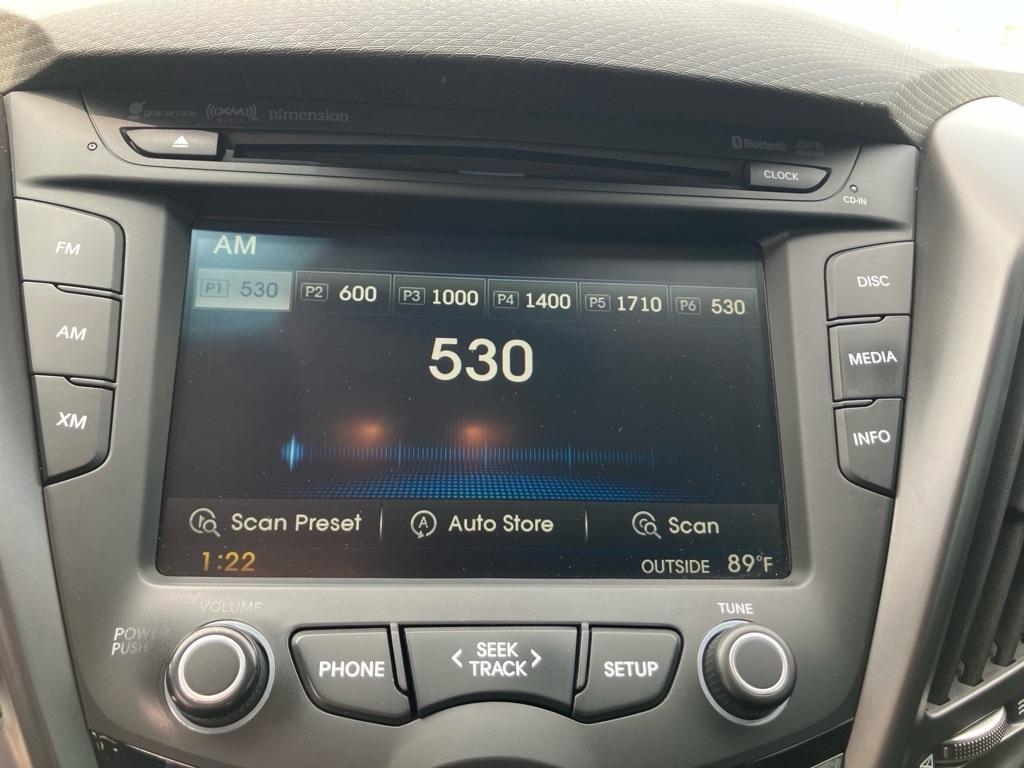 gracenote XM Dimension
Bluetooth
CLOCK
CD-IN
FM
AM
XM
DISC
MEDIA
INFO
AM
P1 530 P2 600 P3 1000 P4 1400 P5 1710 P6 530
530
Scan Preset A Auto Store Scan
1:22 OUTSIDE 89°F
VOLUME
TUNE
POWER
PUSH
PHONE
< SEEK TRACK >
SETUP